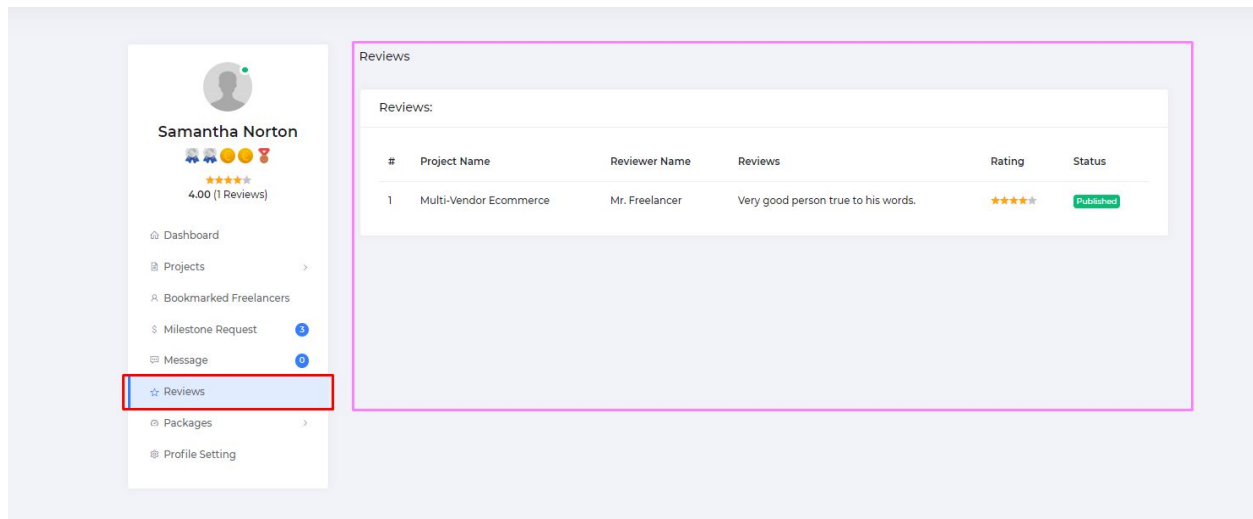 Samantha Norton
4.00 (1 Reviews)
Dashboard
Projects
Bookmarked Freelancers
$ Milestone Request 3
Message 0
Reviews
Packages
Profile Setting
Reviews
Reviews:
# Project Name Reviewer Name Reviews Rating Status
1 Multi-Vendor Ecommerce Mr. Freelancer Very good person true to his words. Published